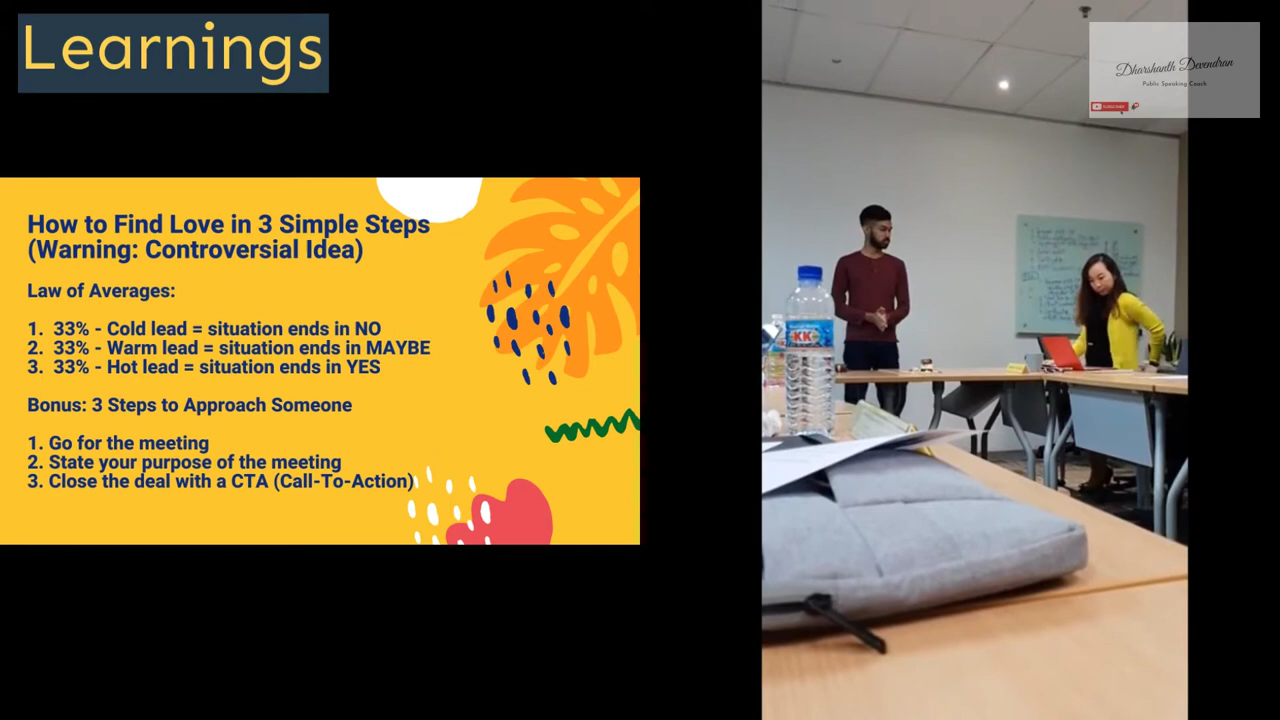 Learnings
Dharshanth Devendran
Public Speaking Coach
How to Find Love in 3 Simple Steps
(Warning: Controversial Idea)
Law of Averages:
1. 33% - Cold lead = situation ends in NO
2. 33% - Warm lead = situation ends in MAYBE
3. 33% - Hot lead = situation ends in YES
Bonus: 3 Steps to Approach Someone
1. Go for the meeting
2. State your purpose of the meeting
3. Close the deal with a CTA (Call-To-Action)
KK